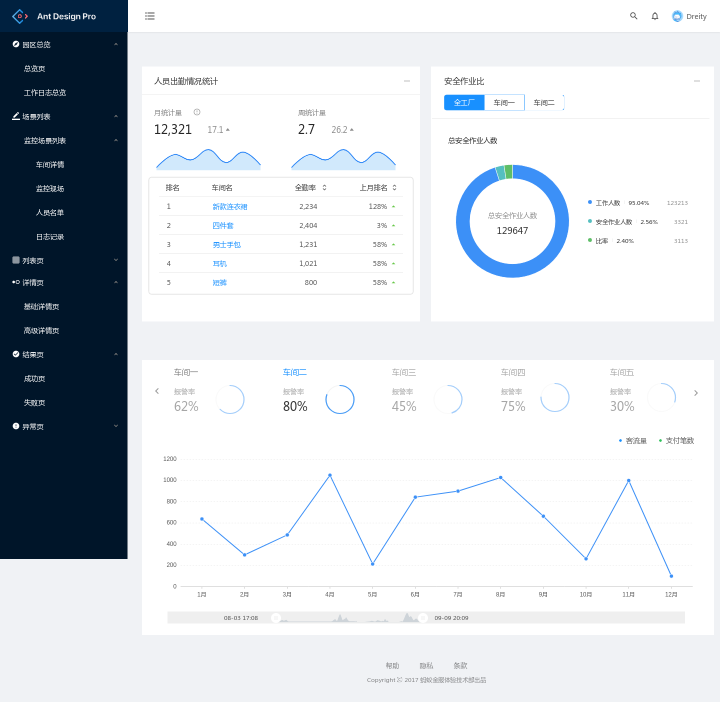 Ant Design Pro
Dreity
园区总览
总览页
工作日志总览
场景列表
监控场景列表
车间详情
监控现场
人员名单
日志记录
列表页
详情页
基础详情页
高级详情页
结果页
成功页
失败页
异常页
人员出勤情况统计
月统计量
12,321 17.1
周统计量
2.7 26.2
排名 车间名 全勤率 上月排名
1 新款连衣裙 2,234 128%
2 四件套 2,404 3%
3 男士手包 1,231 58%
4 耳机 1,021 58%
5 短裤 800 58%
安全作业比
全工厂 车间一 车间二
总安全作业人数
总安全作业人数
129647
工作人数 95.04% 123213
安全作业人数 2.56% 3321
比率 2.40% 3113
车间一
报警率
62%
车间二
报警率
80%
车间三
报警率
45%
车间四
报警率
75%
车间五
报警率
30%
客流量 支付笔数
1200
1000
800
600
400
200
0
1月 2月 3月 4月 5月 6月 7月 8月 9月 10月 11月 12月
08-03 17:08 09-09 20:09
帮助 隐私 条款
Copyright © 2017 蚂蚁金服体验技术部出品